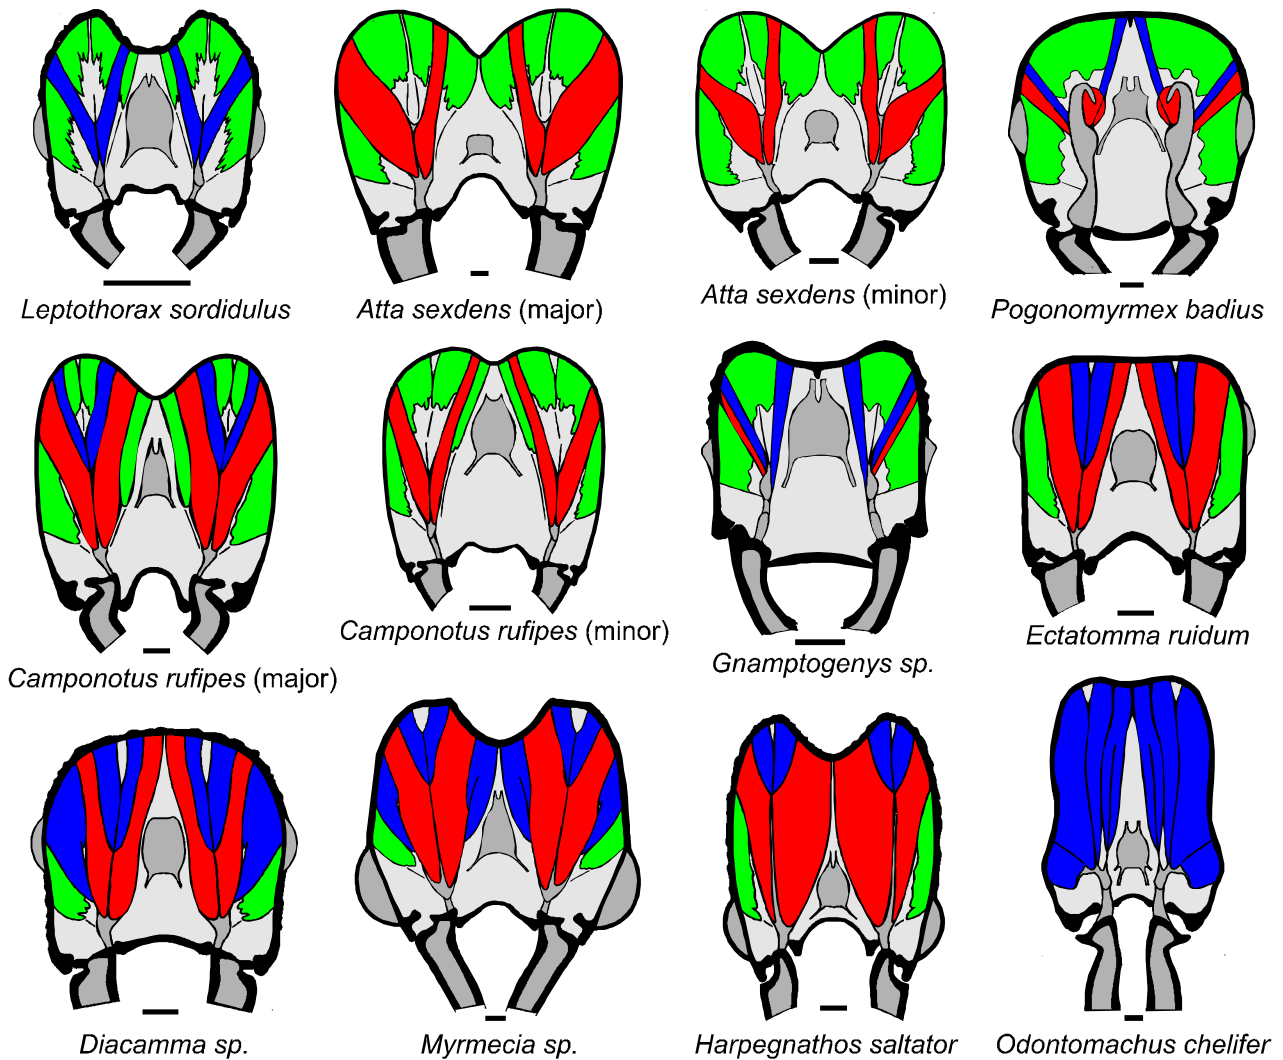 Leptothorax sordidulus
Atta sexdens (major)
Atta sexdens (minor)
Pogonomyrmex badius
Camponotus rufipes (major)
Camponotus rufipes (minor)
Gnamptogenys sp.
Ectatomma ruidum
Diacamma sp.
Myrmecia sp.
Harpegnathos saltator
Odontomachus chelifer